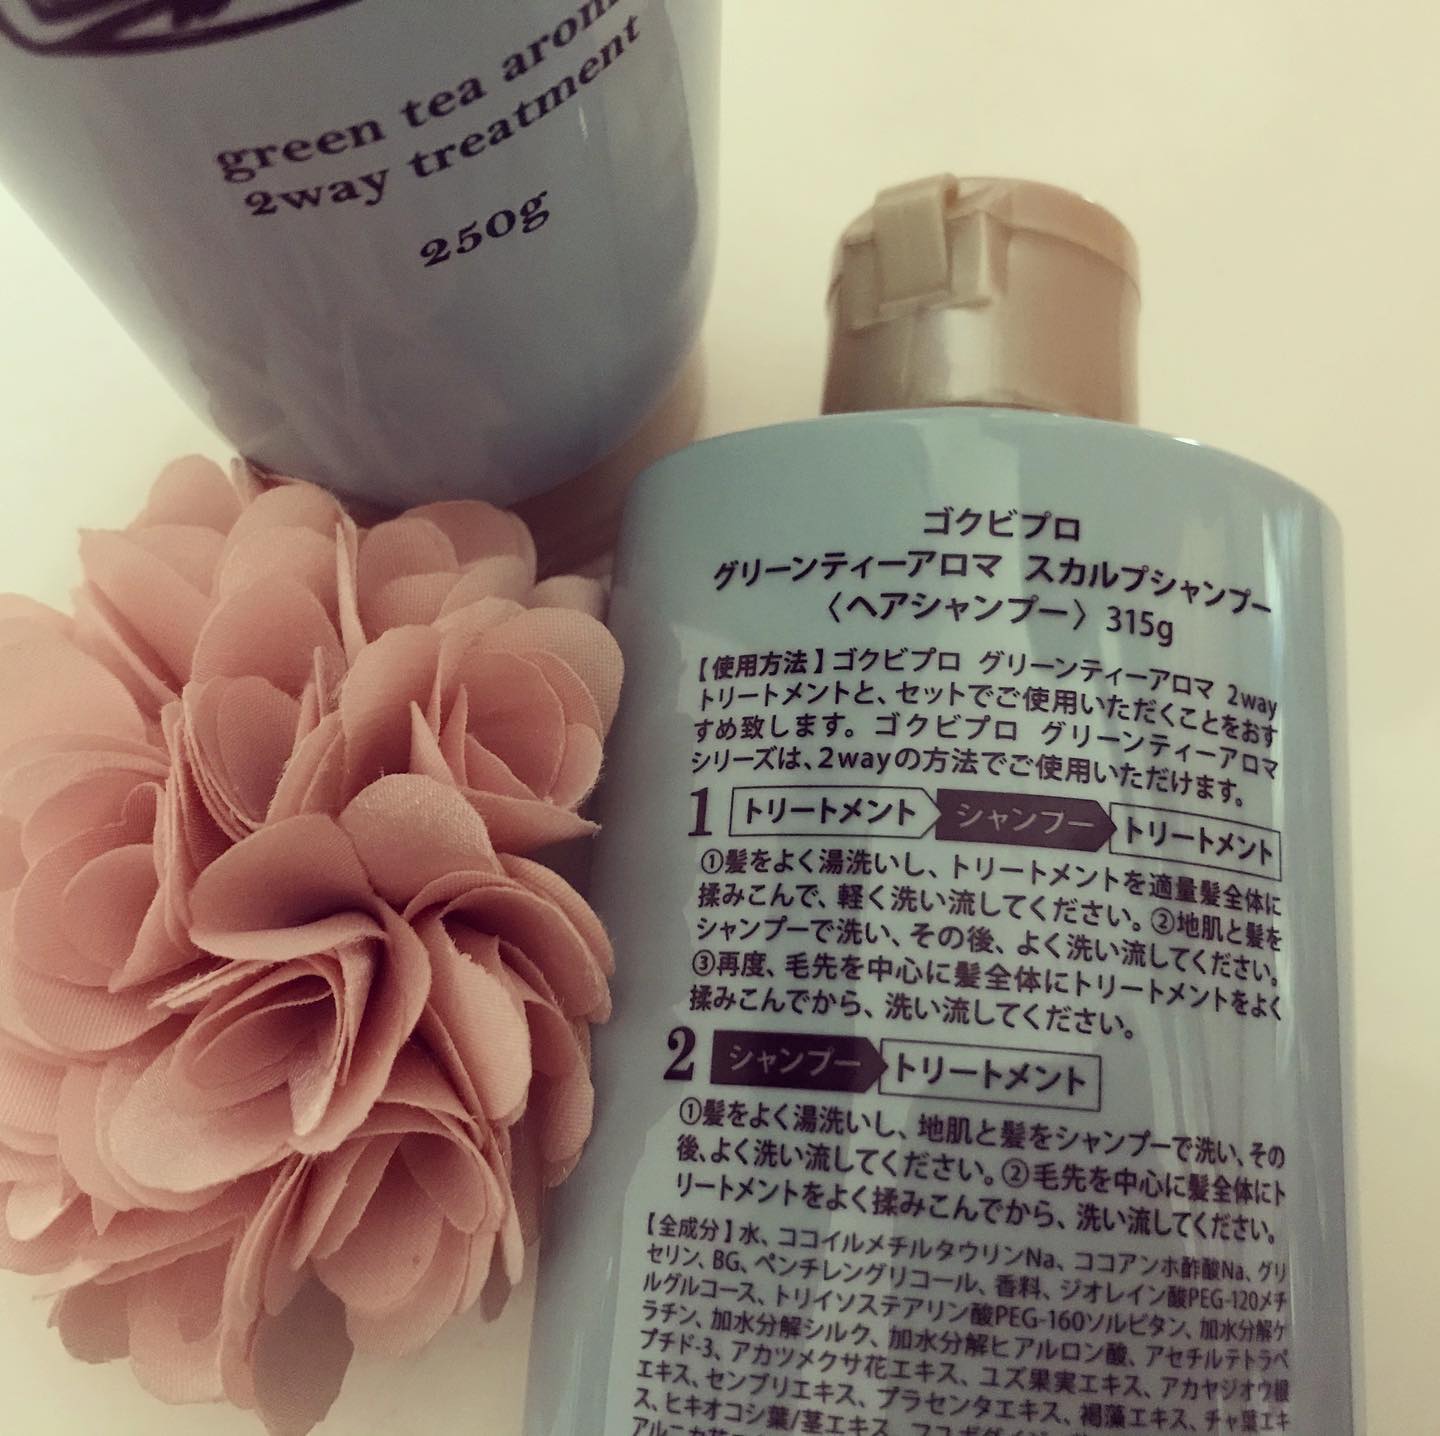 green tea arom
2way treatment
250g
ゴクビプロ
グリーンティーアロマ スカルプシャンプー
〈ヘアシャンプー〉315g
【使用方法】ゴクビプロ グリーンティーアロマ 2way
トリートメントと、セットでご使用いただくことをおす
すめ致します。ゴクビプロ グリーンティーアロマ
シリーズは、2wayの方法でご使用いただけます。
1 トリートメント シャンプー トリートメント
①髪をよく湯洗いし、トリートメントを適量髪全体に
揉みこんで、軽く洗い流してください。②地肌と髪を
シャンプーで洗い、その後、よく洗い流してください。
③再度、毛先を中心に髪全体にトリートメントをよく
揉みこんでから、洗い流してください。
2 シャンプー トリートメント
①髪をよく湯洗いし、地肌と髪をシャンプーで洗い、その
後、よく洗い流してください。②毛先を中心に髪全体にト
リートメントをよく揉みこんでから、洗い流してください。
【全成分】水、ココイルメチルタウリンNa、ココアンホ酢酸Na、グリ
セリン、BG、ペンチレングリコール、香料、ジオレイン酸PEG-120メチ
ルグルコース、トリイソステアリン酸PEG-160ソルビタン、加水分解ケ
ラチン、加水分解シルク、加水分解ヒアルロン酸、アセチルテトラペ
プチド-3、アカツメクサ花エキス、ユズ果実エキス、アカヤジオウ根
エキス、センブリエキス、プラセンタエキス、褐藻エキス、チャ葉エキ
ス、ヒキオコシ葉/茎エキス、